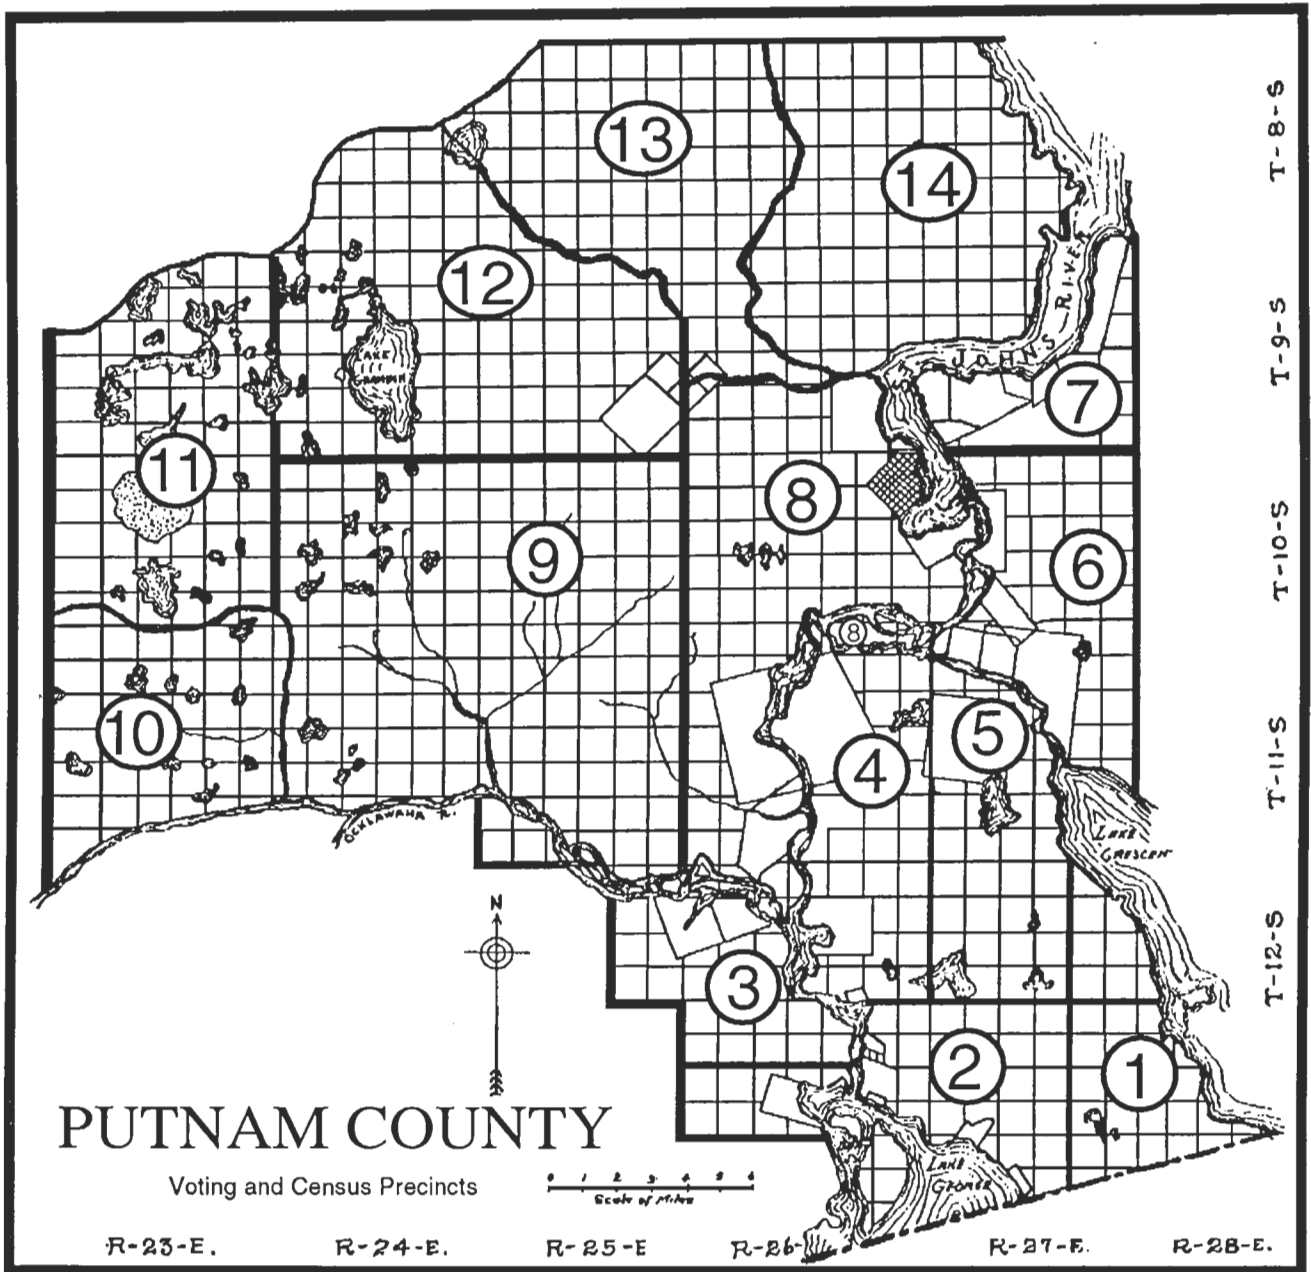 13
T-8-S
14
12
JOHNS RIVER
T-9-S
LAKE
7
11
8
9
6
T-10-S
8
10
5
4
T-11-S
OCKLAWAHA R.
LAKE
CRESCENT
N
3
T-12-S
2
1
PUTNAM COUNTY
Voting and Census Precincts
0 1 2 3 4 5 6
Scale of Miles
LAKE
GEORGE
R-23-E.
R-24-E.
R-25-E
R-26-
R-27-E.
R-28-E.